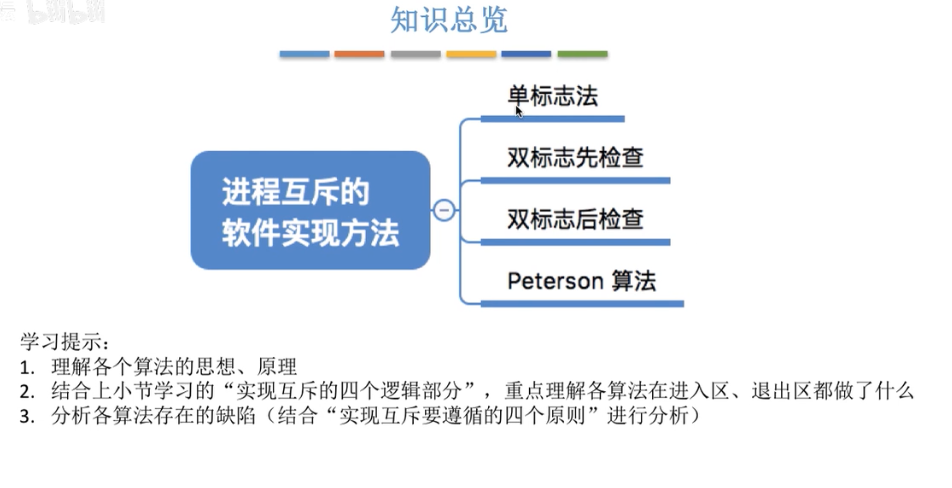 bilibili
知识总览
单标志法
双标志先检查
进程互斥的
软件实现方法
双标志后检查
Peterson 算法
学习提示：
1. 理解各个算法的思想、原理
2. 结合上小节学习的“实现互斥的四个逻辑部分”，重点理解各算法在进入区、退出区都做了什么
3. 分析各算法存在的缺陷（结合“实现互斥要遵循的四个原则”进行分析）